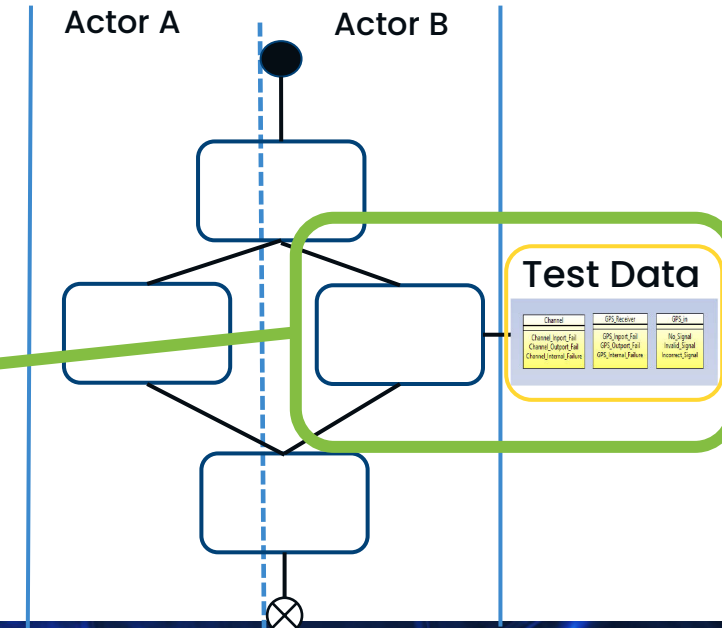 Actor A
Actor B
Test Data
Channel
Channel_Inport_Fail
Channel_Outport_Fail
Channel_Internal_Failure
GPS_Receiver
GPS_Inport_Fail
GPS_Outport_Fail
GPS_Internal_Failure
GPS_in
No_Signal
Invalid_Signal
Incorrect_Signal